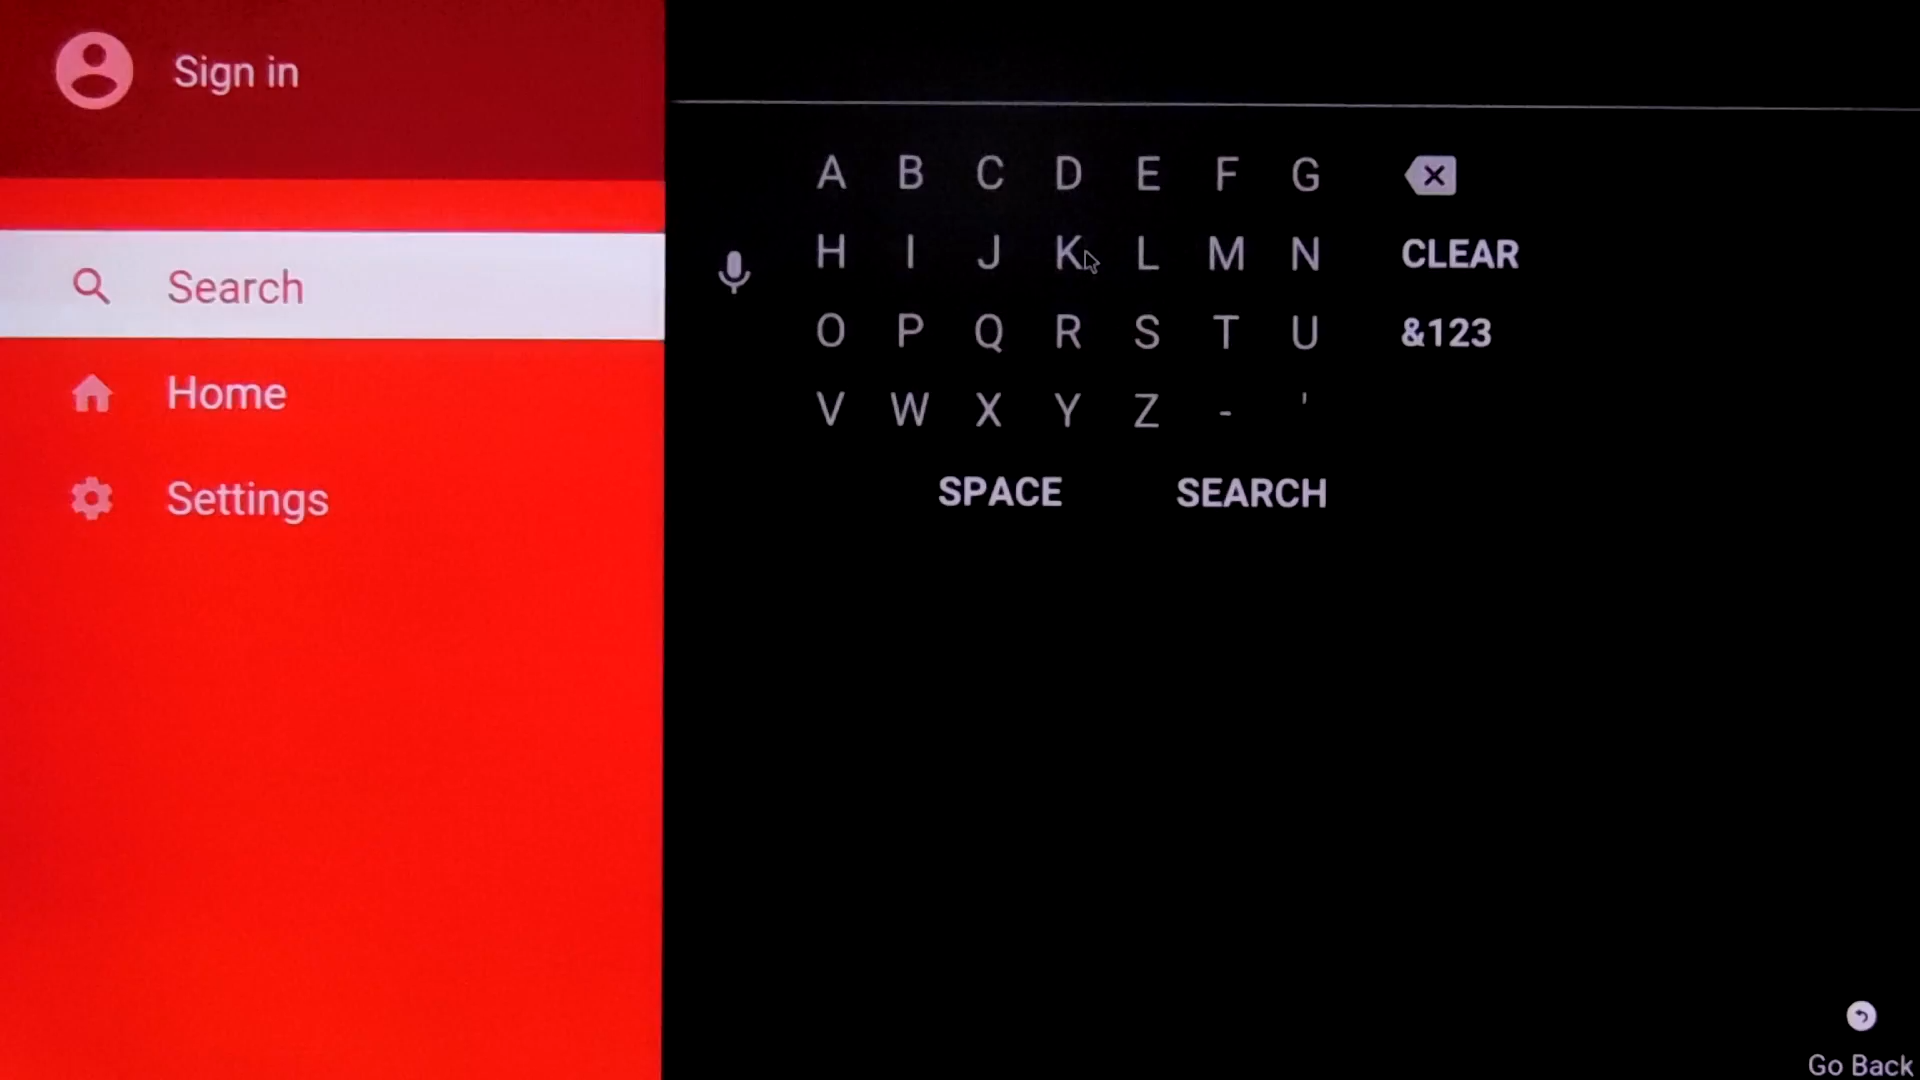 Sign in
Search
Home
Settings
A B C D E F G
H I J K L M N CLEAR
O P Q R S T U &123
V W X Y Z - '
SPACE SEARCH
Go Back